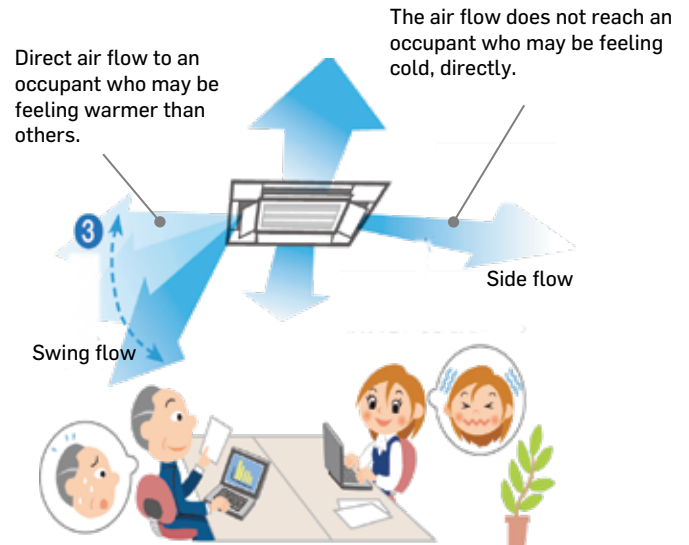 Direct air flow to an
occupant who may be
feeling warmer than
others.
The air flow does not reach an
occupant who may be feeling
cold, directly.
3
Side flow
Swing flow